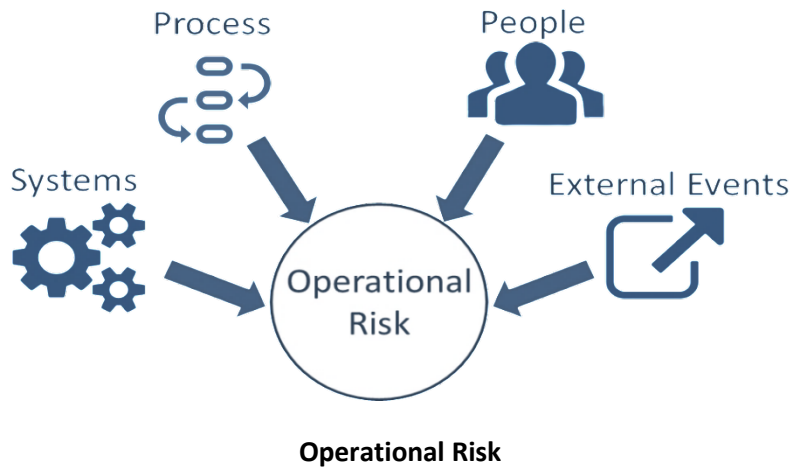 Process
People
Systems
External Events
Operational
Risk
Operational Risk